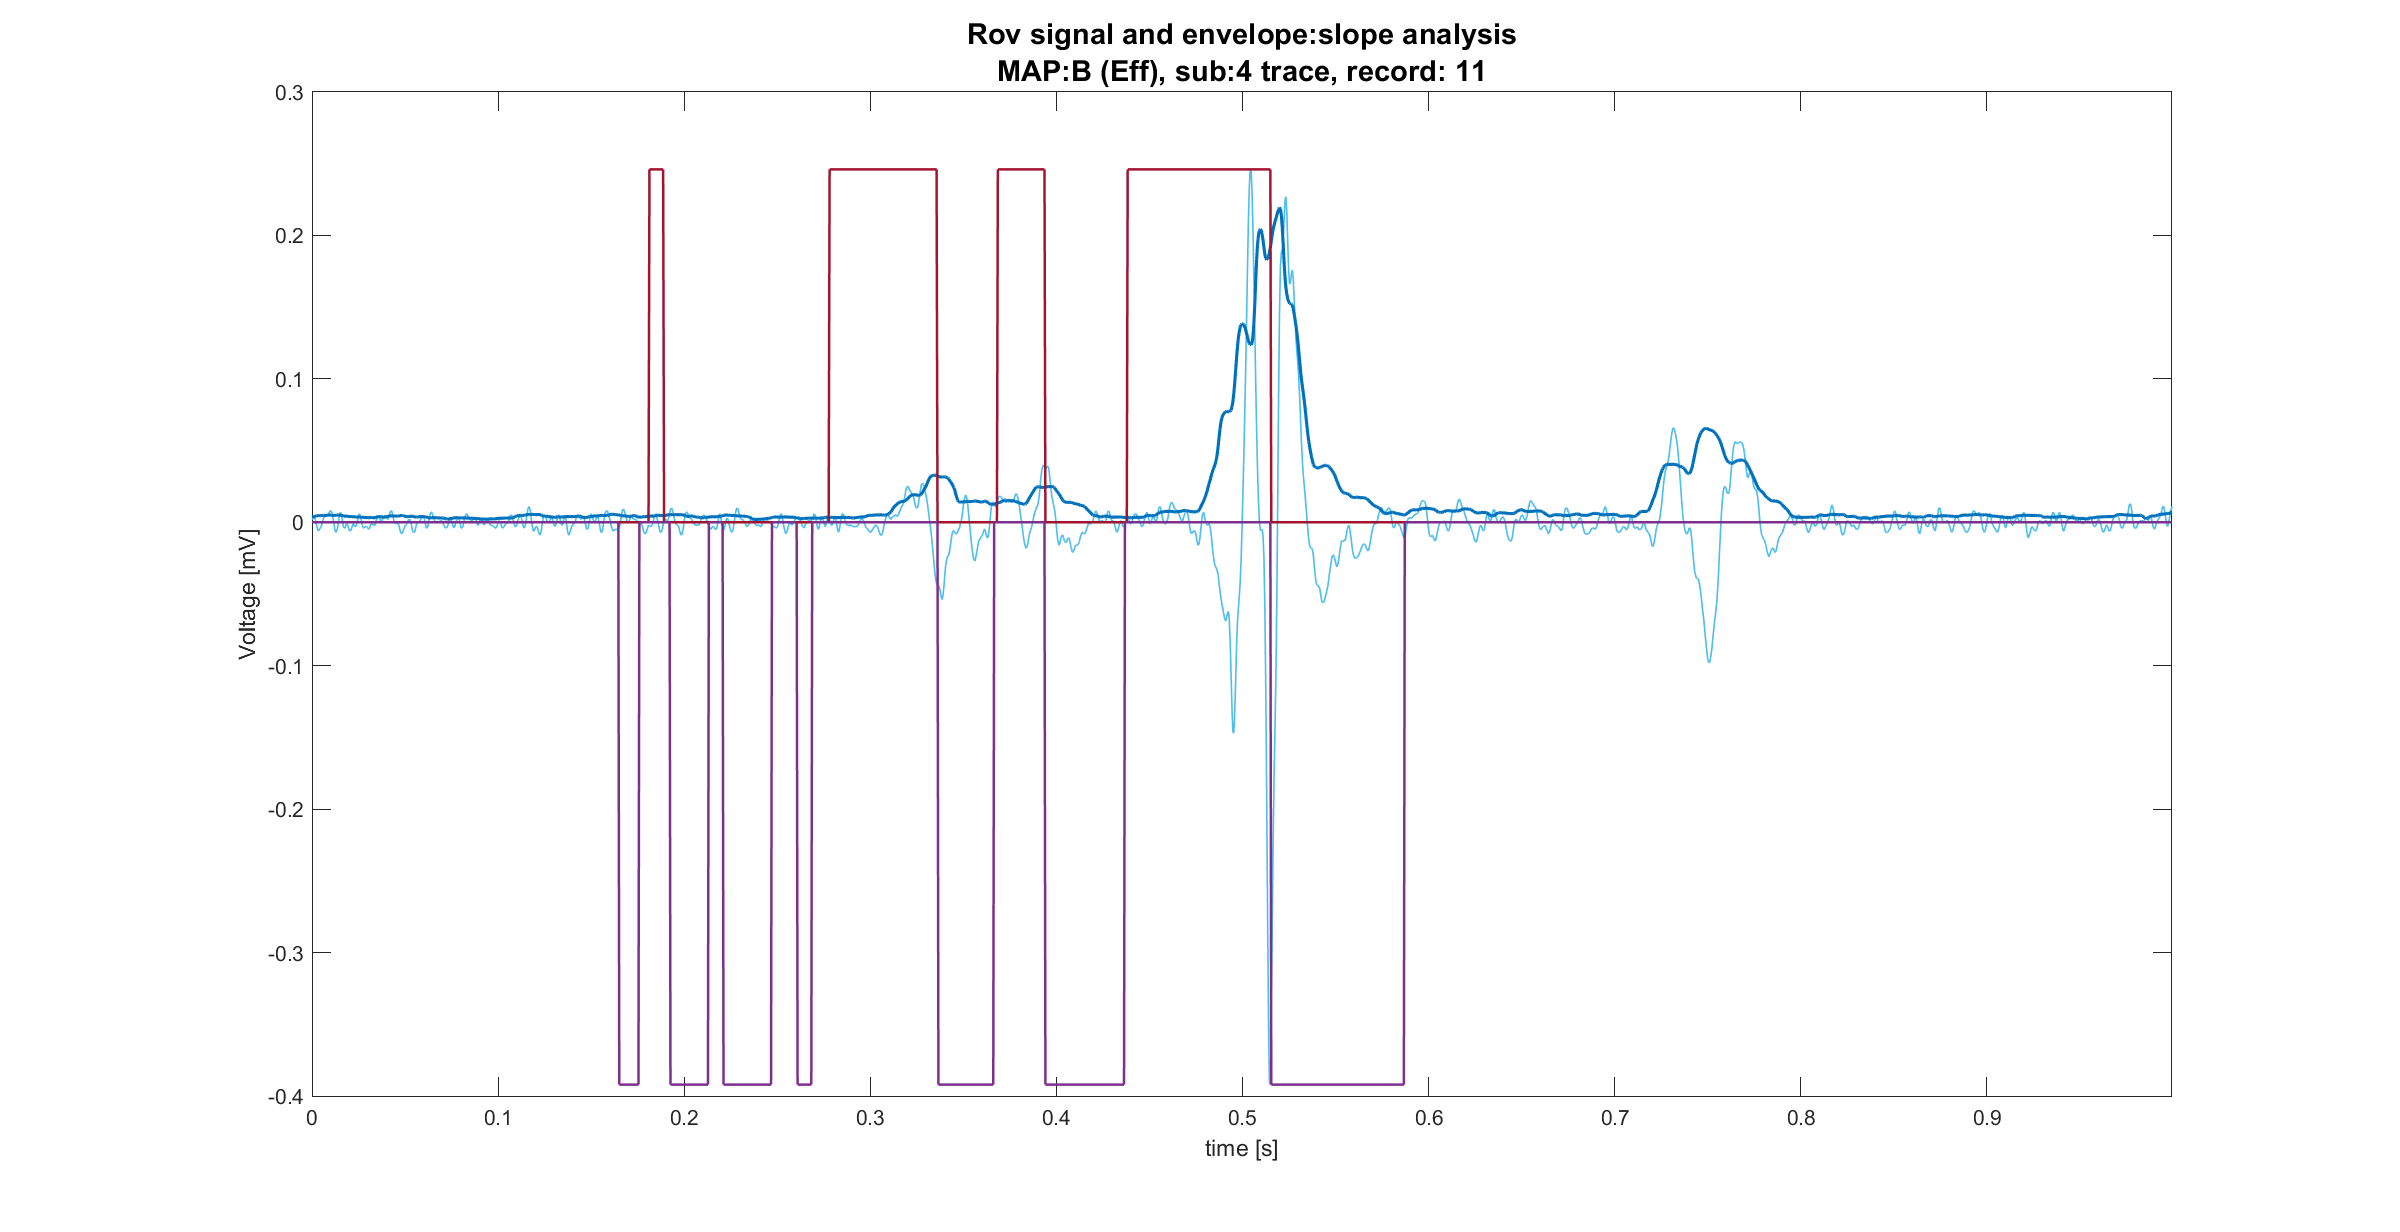 Rov signal and envelope:slope analysis
MAP:B (Eff), sub:4 trace, record: 11
0.3
0.2
0.1
0
-0.1
-0.2
-0.3
-0.4
Voltage [mV]
0 0.1 0.2 0.3 0.4 0.5 0.6 0.7 0.8 0.9
time [s]